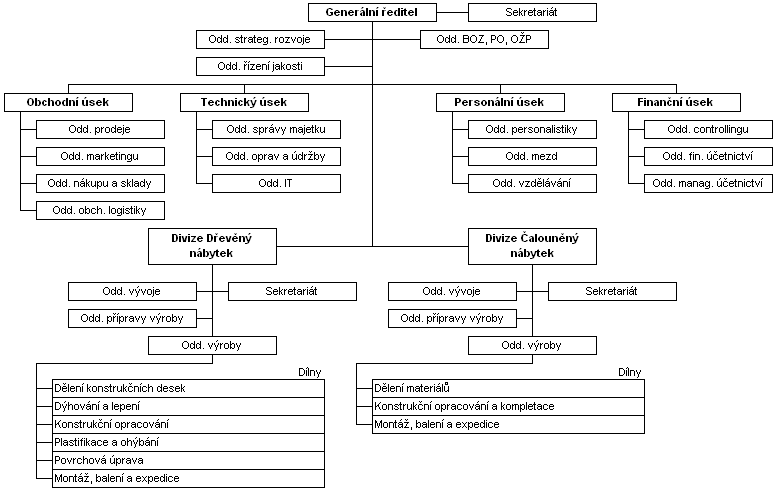 Generální ředitel
Sekretariát
Odd. strateg. rozvoje
Odd. BOZ, PO, OŽP
Odd. řízení jakosti
Obchodní úsek
Technický úsek
Personální úsek
Finanční úsek
Odd. prodeje
Odd. správy majetku
Odd. personalistiky
Odd. controllingu
Odd. marketingu
Odd. oprav a údržby
Odd. mezd
Odd. fin. účetnictví
Odd. nákupu a sklady
Odd. IT
Odd. vzdělávání
Odd. manag. účetnictví
Odd. obch. logistiky
Divize Dřevěný
nábytek
Divize Čalouněný
nábytek
Odd. vývoje
Sekretariát
Odd. vývoje
Sekretariát
Odd. přípravy výroby
Odd. přípravy výroby
Odd. výroby
Odd. výroby
Dílny
Dělení konstrukčních desek
Dýhování a lepení
Konstrukční opracování
Plastifikace a ohýbání
Povrchová úprava
Montáž, balení a expedice
Dílny
Dělení materiálů
Konstrukční opracování a kompletace
Montáž, balení a expedice